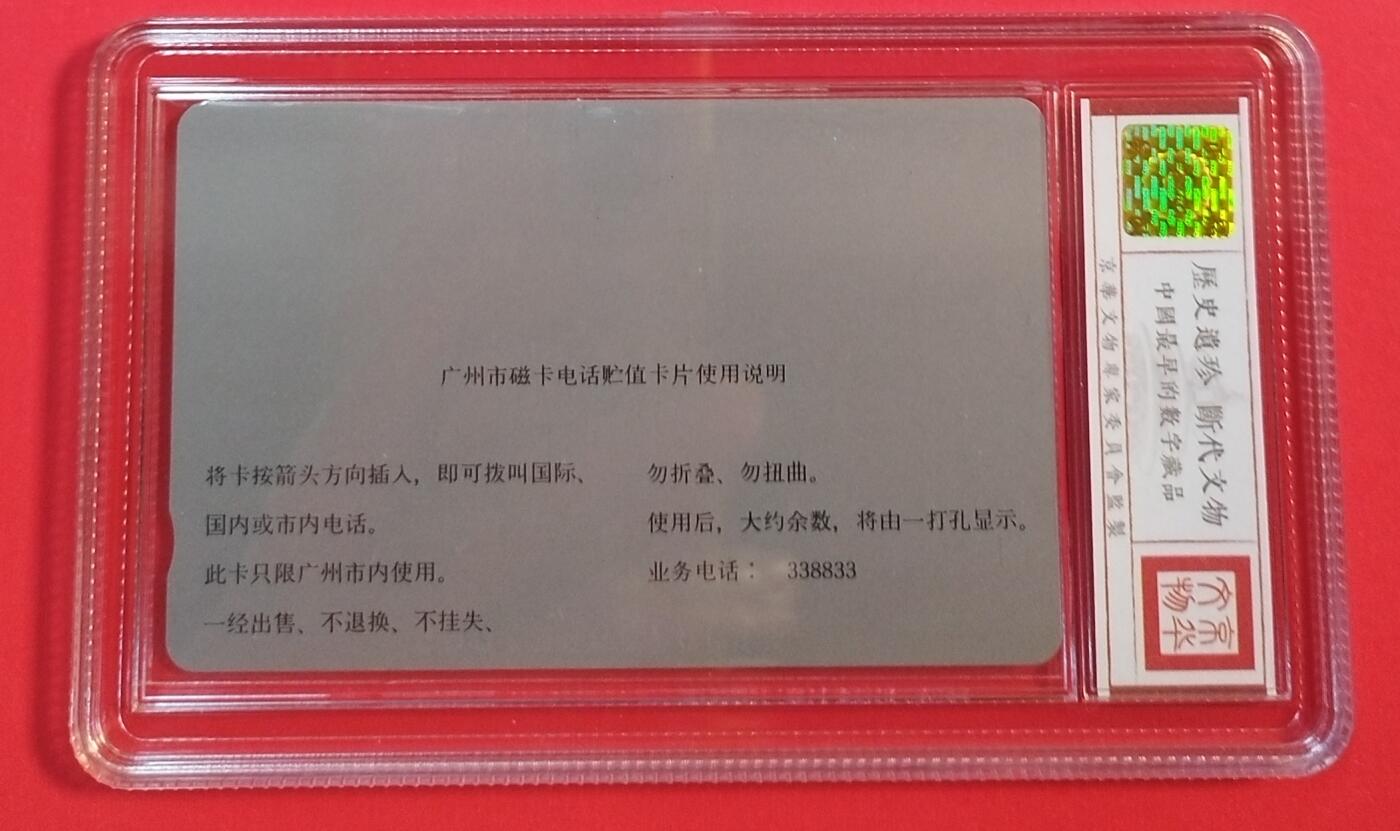 广州市磁卡电话贮值卡片使用说明
将卡按箭头方向插入，即可拨叫国际、
国内或市内电话。
此卡只限广州市内使用。
一经出售、不退换、不挂失、
勿折叠、勿扭曲。
使用后，大约余数，将由一打孔显示。
业务电话： 338833
歷史遺珍 斷代文物
中國最早的数字藏品
京華文物專家委員會監製
京华
文物